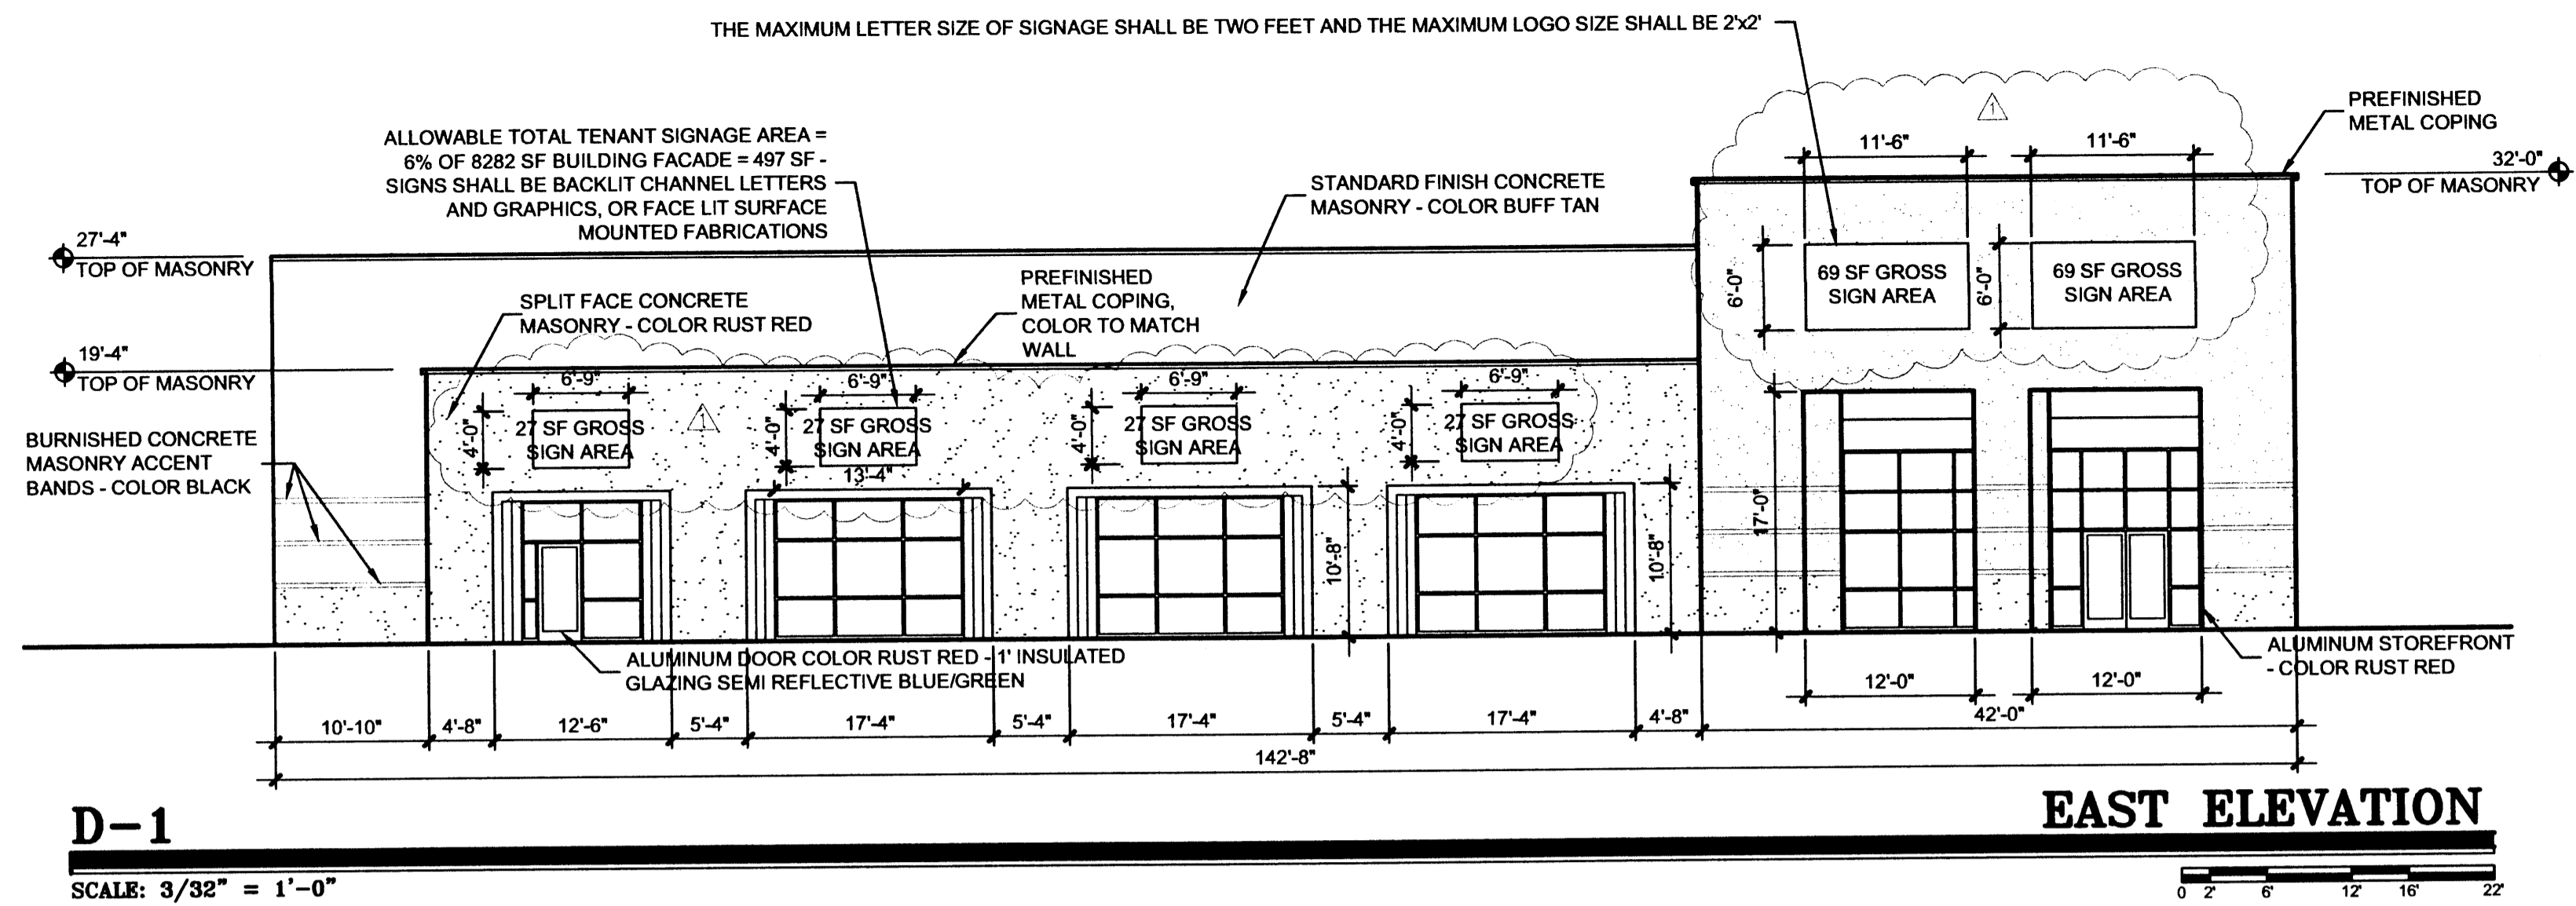 THE MAXIMUM LETTER SIZE OF SIGNAGE SHALL BE TWO FEET AND THE MAXIMUM LOGO SIZE SHALL BE 2'x2'
ALLOWABLE TOTAL TENANT SIGNAGE AREA =
6% OF 8282 SF BUILDING FACADE = 497 SF -
SIGNS SHALL BE BACKLIT CHANNEL LETTERS
AND GRAPHICS, OR FACE LIT SURFACE
MOUNTED FABRICATIONS
STANDARD FINISH CONCRETE
MASONRY - COLOR BUFF TAN
1
11'-6"
11'-6"
PREFINISHED
METAL COPING
32'-0"
TOP OF MASONRY
27'-4"
TOP OF MASONRY
SPLIT FACE CONCRETE
MASONRY - COLOR RUST RED
PREFINISHED
METAL COPING,
COLOR TO MATCH
WALL
6'-0"
69 SF GROSS
SIGN AREA
6'-0"
69 SF GROSS
SIGN AREA
19'-4"
TOP OF MASONRY
6'-9"
6'-9"
6'-9"
6'-9"
4'-0"
27 SF GROSS
SIGN AREA
1
4'-0"
27 SF GROSS
SIGN AREA
4'-0"
27 SF GROSS
SIGN AREA
4'-0"
27 SF GROSS
SIGN AREA
13'-4"
BURNISHED CONCRETE
MASONRY ACCENT
BANDS - COLOR BLACK
10'-8"
10'-8"
17'-0"
ALUMINUM DOOR COLOR RUST RED - 1' INSULATED
GLAZING SEMI REFLECTIVE BLUE/GREEN
ALUMINUM STOREFRONT
- COLOR RUST RED
12'-0"
12'-0"
10'-10"
4'-8"
12'-6"
5'-4"
17'-4"
5'-4"
17'-4"
5'-4"
17'-4"
4'-8"
42'-0"
142'-8"
D-1
EAST ELEVATION
SCALE: 3/32" = 1'-0"
0 2' 6' 12' 16' 22'